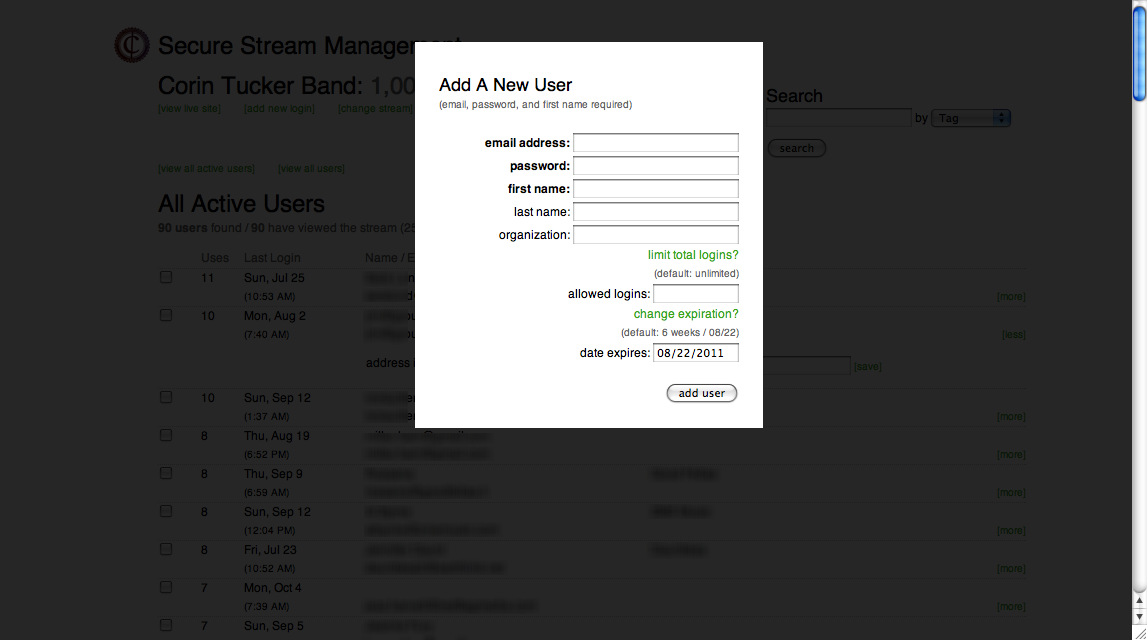 Secure Stream Management
Corin Tucker Band: 1,00
[view live site] [add new login] [change stream]
Search
by Tag
search
[view all active users] [view all users]
All Active Users
90 users found / 90 have viewed the stream (25
Add A New User
(email, password, and first name required)
email address:
password:
first name:
last name:
organization:
limit total logins?
(default: unlimited)
allowed logins:
change expiration?
(default: 6 weeks / 08/22)
date expires: 08/22/2011
add user
Uses Last Login Name / E
11 Sun, Jul 25
(10:53 AM) [more]
10 Mon, Aug 2
(7:40 AM) [less]
address [save]
10 Sun, Sep 12
(1:37 AM) [more]
8 Thu, Aug 19
(6:52 PM) [more]
8 Thu, Sep 9
(6:59 AM) [more]
8 Sun, Sep 12
(12:04 PM) [more]
8 Fri, Jul 23
(10:52 AM) [more]
7 Mon, Oct 4
(7:39 AM) [more]
7 Sun, Sep 5